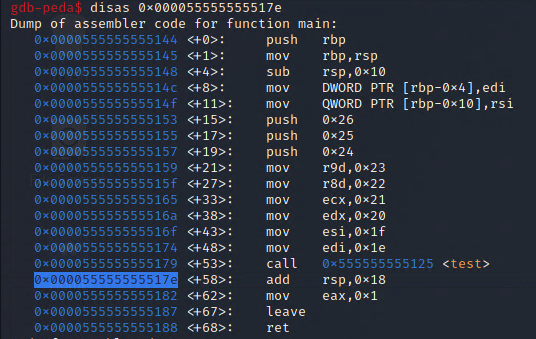 gdb-peda$ disas 0×000055555555517e
Dump of assembler code for function main:
0×0000555555555144 <+0>: push rbp
0×0000555555555145 <+1>: mov rbp,rsp
0×0000555555555148 <+4>: sub rsp,0×10
0×000055555555514c <+8>: mov DWORD PTR [rbp-0×4],edi
0×000055555555514f <+11>: mov QWORD PTR [rbp-0×10],rsi
0×0000555555555153 <+15>: push 0×26
0×0000555555555155 <+17>: push 0×25
0×0000555555555157 <+19>: push 0×24
0×0000555555555159 <+21>: mov r9d,0×23
0×000055555555515f <+27>: mov r8d,0×22
0×0000555555555165 <+33>: mov ecx,0×21
0×000055555555516a <+38>: mov edx,0×20
0×000055555555516f <+43>: mov esi,0×1f
0×0000555555555174 <+48>: mov edi,0×1e
0×0000555555555179 <+53>: call 0×555555555125 <test>
0×000055555555517e <+58>: add rsp,0×18
0×0000555555555182 <+62>: mov eax,0×1
0×0000555555555187 <+67>: leave
0×0000555555555188 <+68>: ret